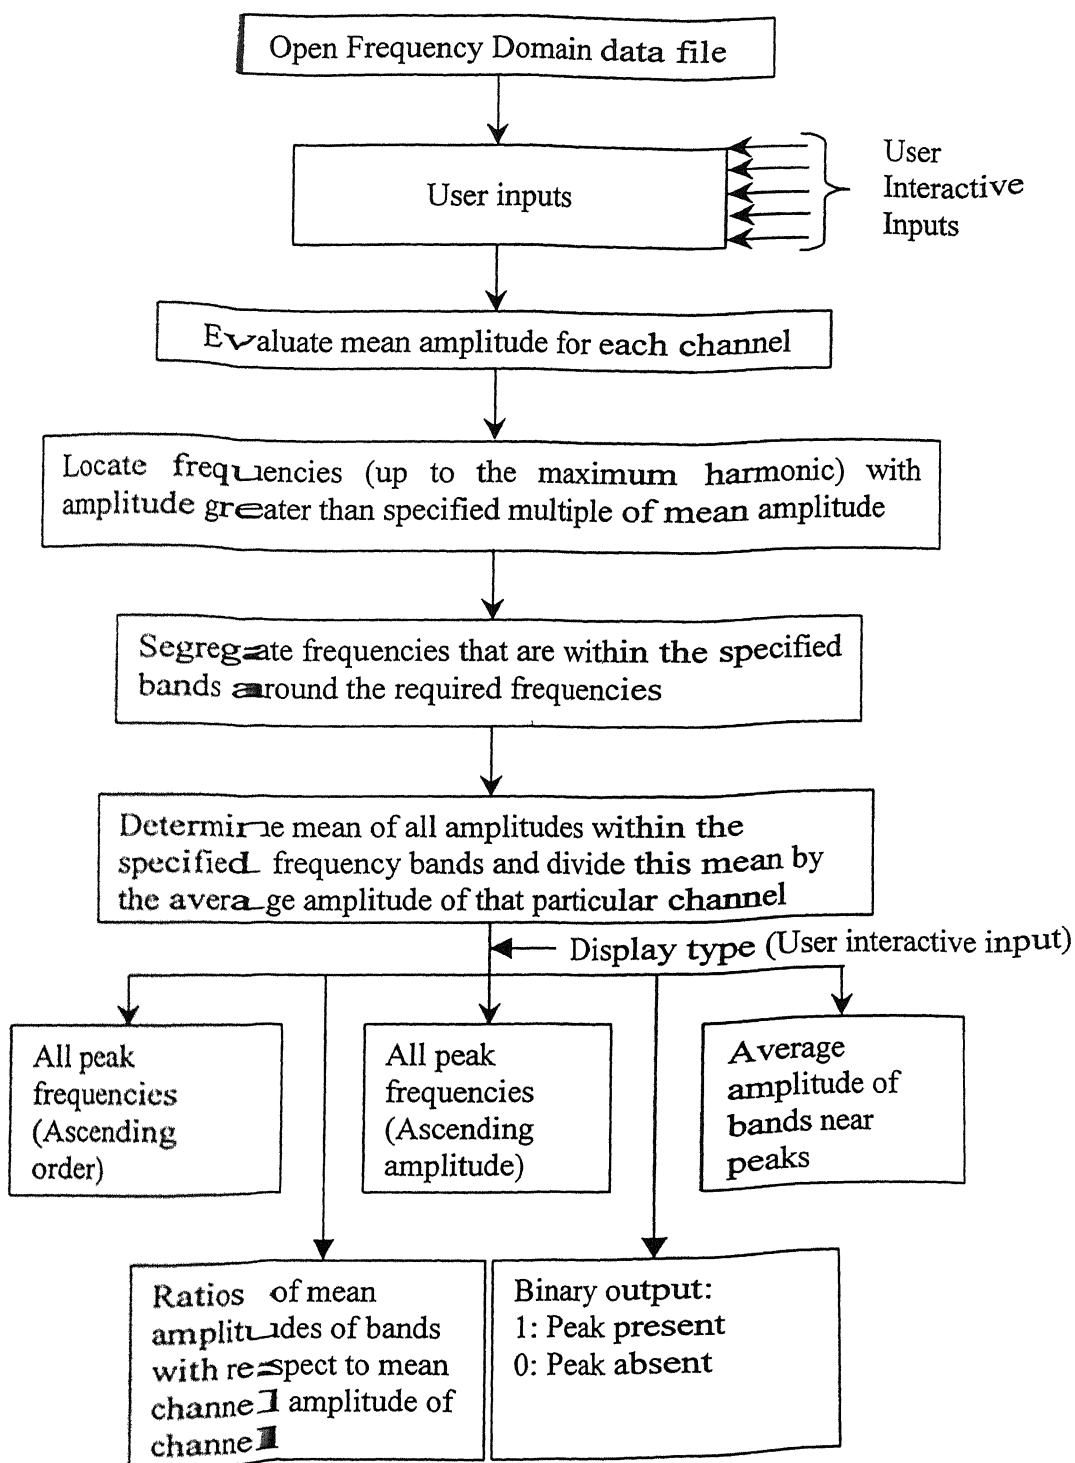 Open Frequency Domain data file
User inputs
User
Interactive
Inputs
Evaluate mean amplitude for each channel
Locate frequencies (up to the maximum harmonic) with
amplitude greater than specified multiple of mean amplitude
Segregate frequencies that are within the specified
bands around the required frequencies
Determine mean of all amplitudes within the
specified frequency bands and divide this mean by
the average amplitude of that particular channel
Display type (User interactive input)
All peak
frequencies
(Ascending
order)
All peak
frequencies
(Ascending
amplitude)
Average
amplitude of
bands near
peaks
Ratios of mean
amplitudes of bands
with respect to mean
channel amplitude of
channel
Binary output:
1: Peak present
0: Peak absent